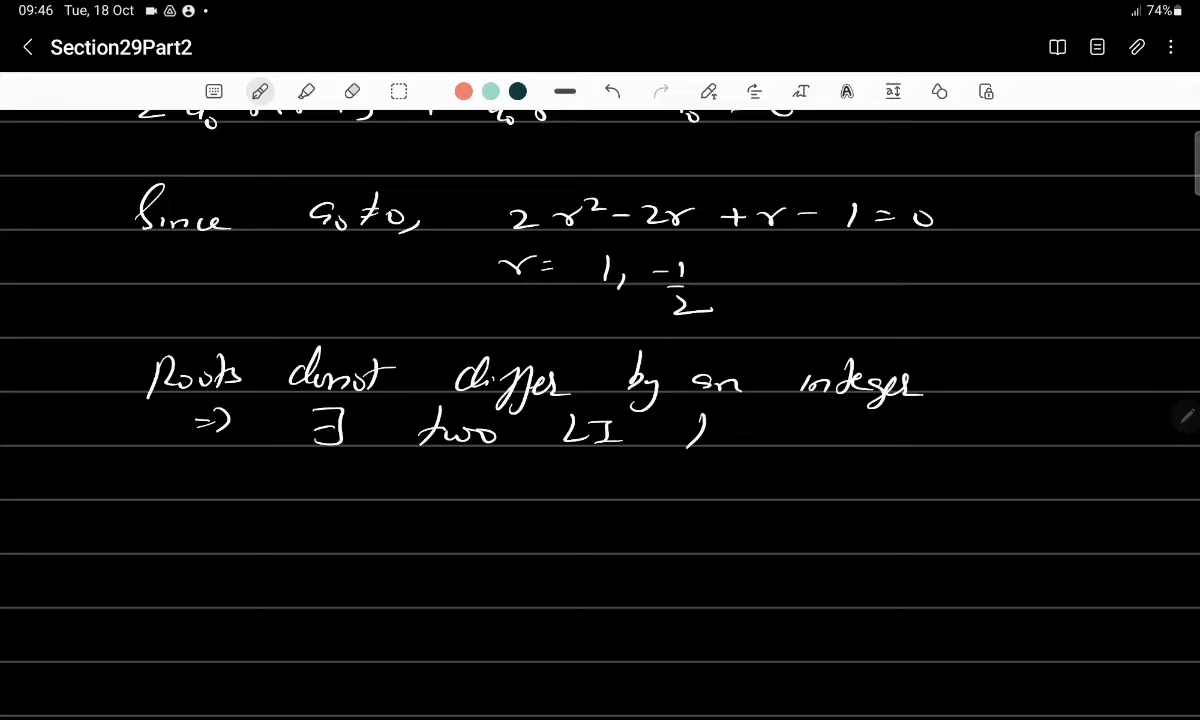 09:46 Tue, 18 Oct 74%
Section29Part2
Since a₀ ≠ 0, 2r² - 2r + r - 1 = 0
r = 1, -1/2
Roots donot differ by an integer
⇒ ∃ two LI